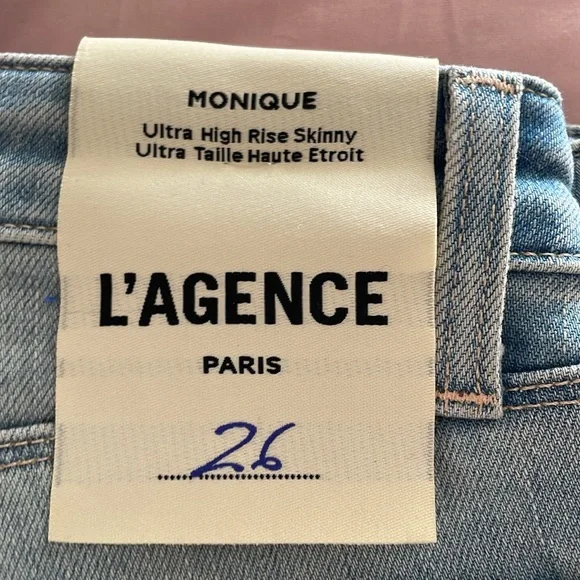 MONIQUE
Ultra High Rise Skinny
Ultra Taille Haute Etroit
L'AGENCE
PARIS
26